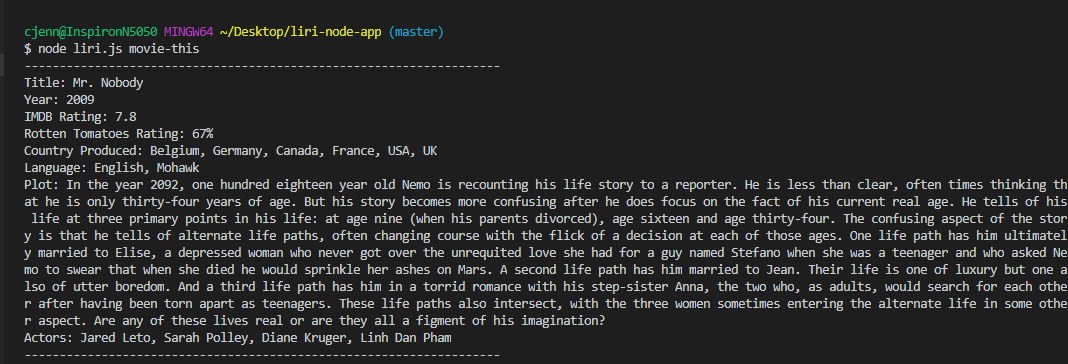 cjenn@InspironN5050 MINGW64 ~/Desktop/liri-node-app (master)
$ node liri.js movie-this
--------------------------------------------------------------------
Title: Mr. Nobody
Year: 2009
IMDB Rating: 7.8
Rotten Tomatoes Rating: 67%
Country Produced: Belgium, Germany, Canada, France, USA, UK
Language: English, Mohawk
Plot: In the year 2092, one hundred eighteen year old Nemo is recounting his life story to a reporter. He is less than clear, often times thinking th
at he is only thirty-four years of age. But his story becomes more confusing after he does focus on the fact of his current real age. He tells of his
 life at three primary points in his life: at age nine (when his parents divorced), age sixteen and age thirty-four. The confusing aspect of the stor
y is that he tells of alternate life paths, often changing course with the flick of a decision at each of those ages. One life path has him ultimatel
y married to Elise, a depressed woman who never got over the unrequited love she had for a guy named Stefano when she was a teenager and who asked Ne
mo to swear that when she died he would sprinkle her ashes on Mars. A second life path has him married to Jean. Their life is one of luxury but one a
lso of utter boredom. And a third life path has him in a torrid romance with his step-sister Anna, the two who, as adults, would search for each othe
r after having been torn apart as teenagers. These life paths also intersect, with the three women sometimes entering the alternate life in some othe
r aspect. Are any of these lives real or are they all a figment of his imagination?
Actors: Jared Leto, Sarah Polley, Diane Kruger, Linh Dan Pham
--------------------------------------------------------------------